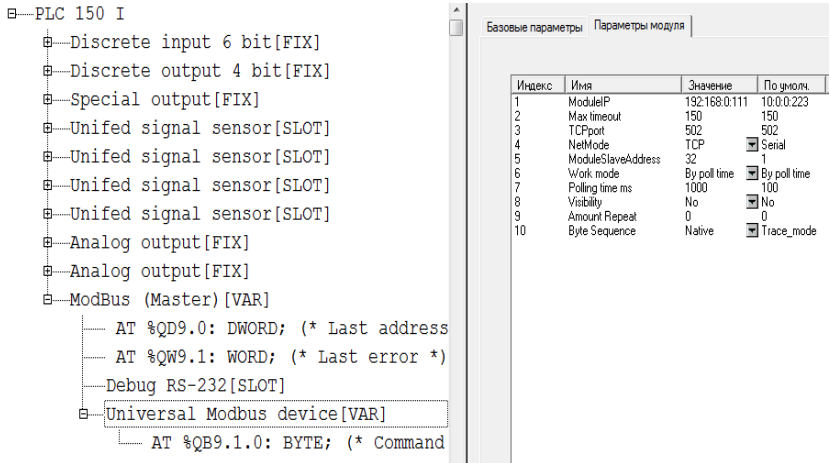 PLC 150 I
Discrete input 6 bit[FIX]
Discrete output 4 bit[FIX]
Special output[FIX]
Unifed signal sensor[SLOT]
Unifed signal sensor[SLOT]
Unifed signal sensor[SLOT]
Unifed signal sensor[SLOT]
Analog output[FIX]
Analog output[FIX]
ModBus (Master)[VAR]
AT %QD9.0: DWORD; (* Last address
AT %QW9.1: WORD; (* Last error *)
Debug RS-232[SLOT]
Universal Modbus device[VAR]
AT %QB9.1.0: BYTE; (* Command
Базовые параметры Параметры модуля
Индекс Имя Значение По умолч.
1 ModuleIP 192:168:0:111 10:0:0:223
2 Max timeout 150 150
3 TCPport 502 502
4 NetMode TCP Serial
5 ModuleSlaveAddress 32 1
6 Work mode By poll time By poll time
7 Polling time ms 1000 100
8 Visibility No No
9 Amount Repeat 0 0
10 Byte Sequence Native Trace_mode